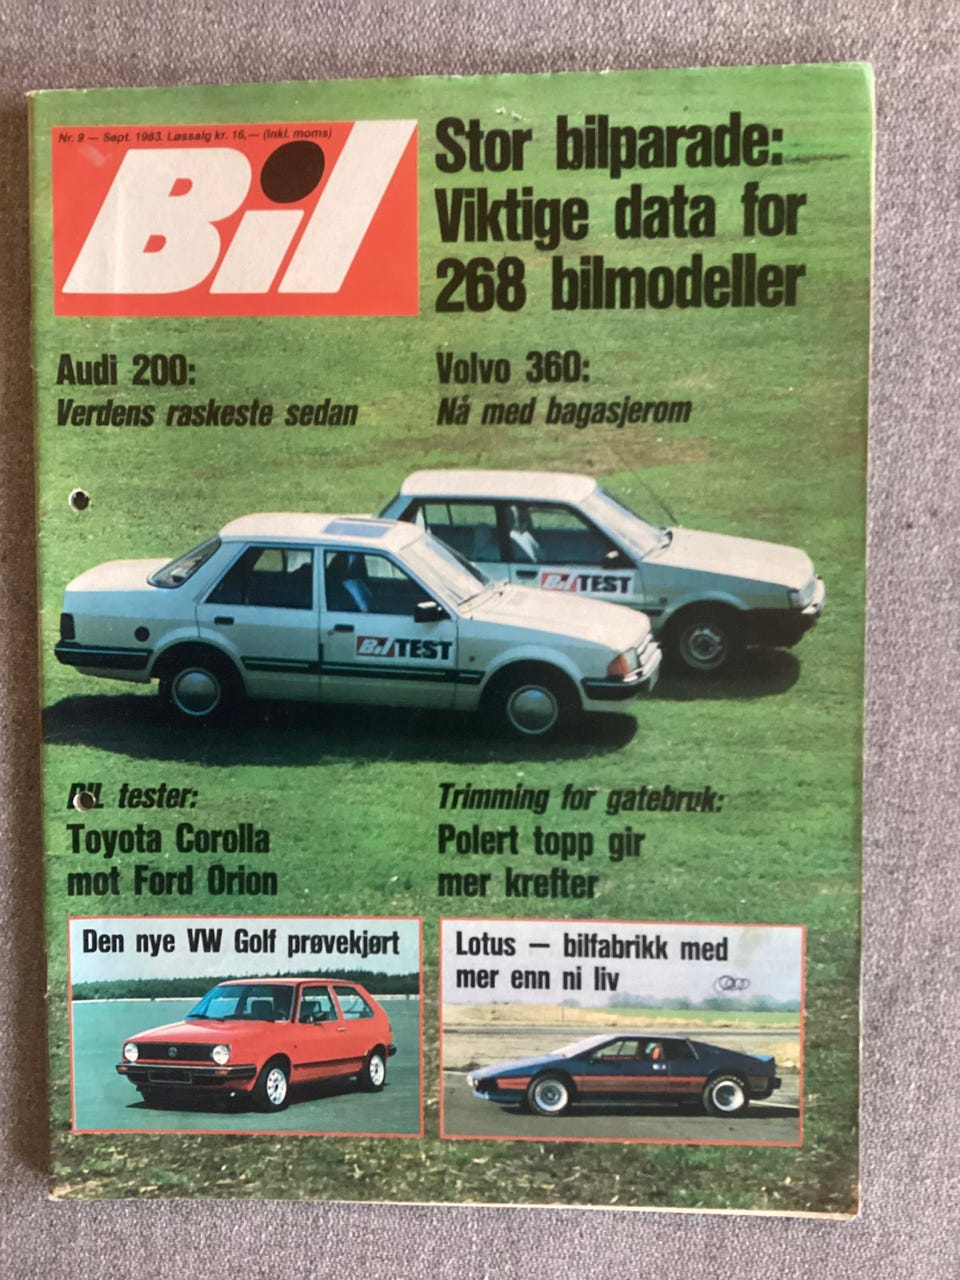 Nr. 9 — Sept. 1983. Løssalg kr. 16,— (Inkl. moms)
Bil
Stor bilparade:
Viktige data for
268 bilmodeller
Audi 200:
Verdens raskeste sedan
Volvo 360:
Nå med bagasjerom
Bil TEST
Bil TEST
BIL tester:
Toyota Corolla
mot Ford Orion
Trimming for gatebruk:
Polert topp gir
mer krefter
Den nye VW Golf prøvekjørt
Lotus — bilfabrikk med
mer enn ni liv